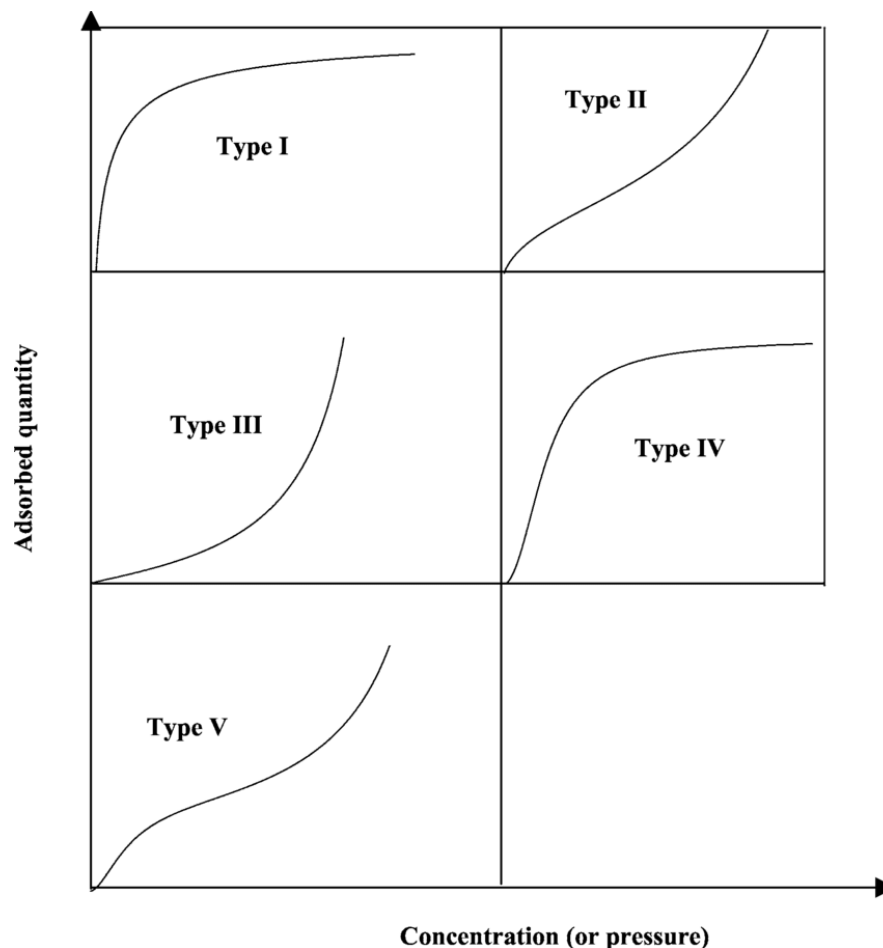 Type I
Type II
Type III
Type IV
Type V
Adsorbed quantity
Concentration (or pressure)